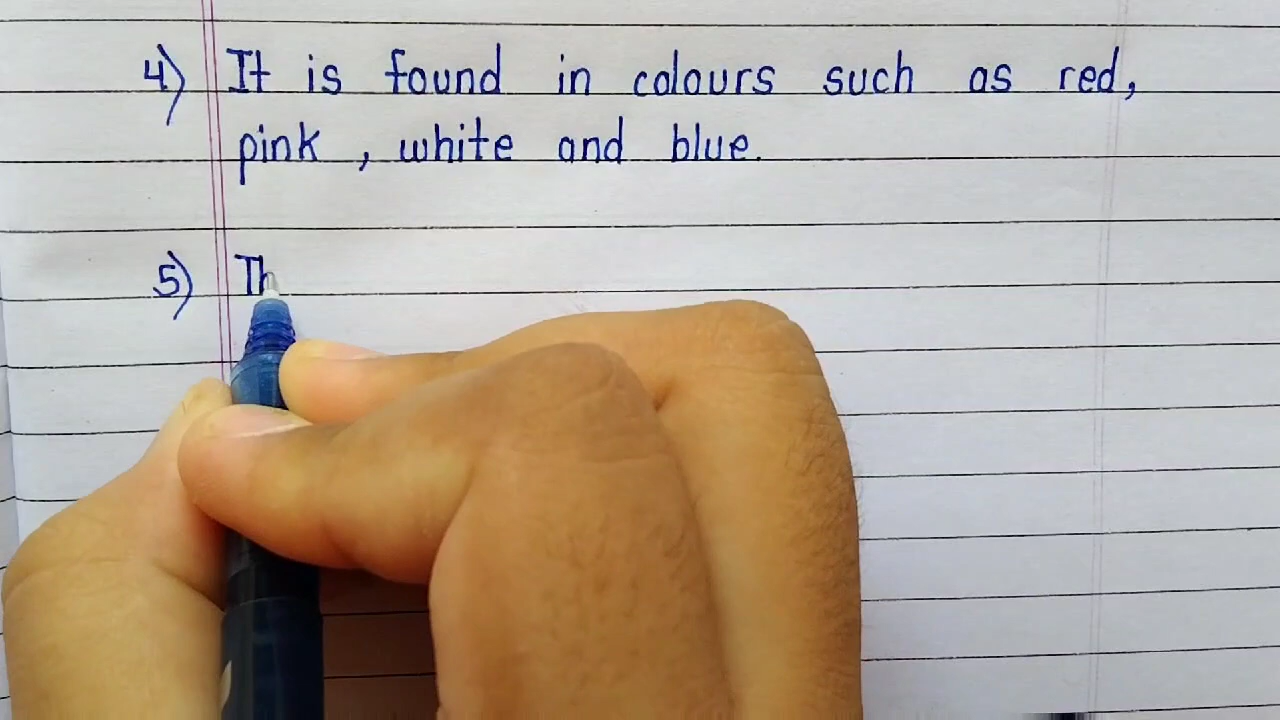 4) It is found in colours such as red,
pink , white and blue.
5) Th